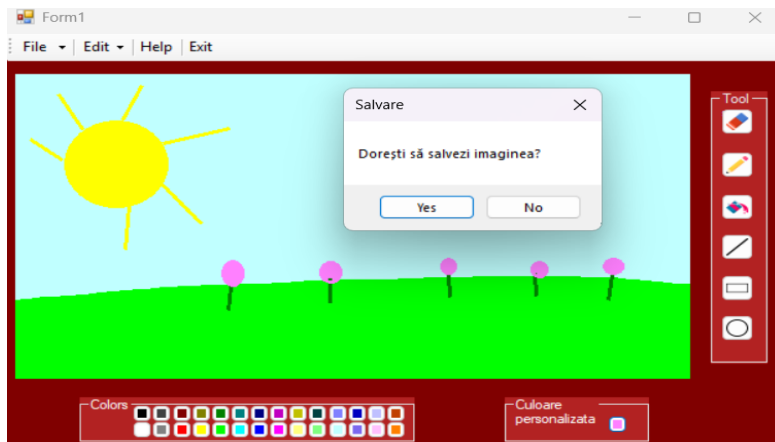 Form1
File Edit Help Exit
Salvare
Dorești să salvezi imaginea?
Yes No
Tool
Colors
Culoare
personalizata